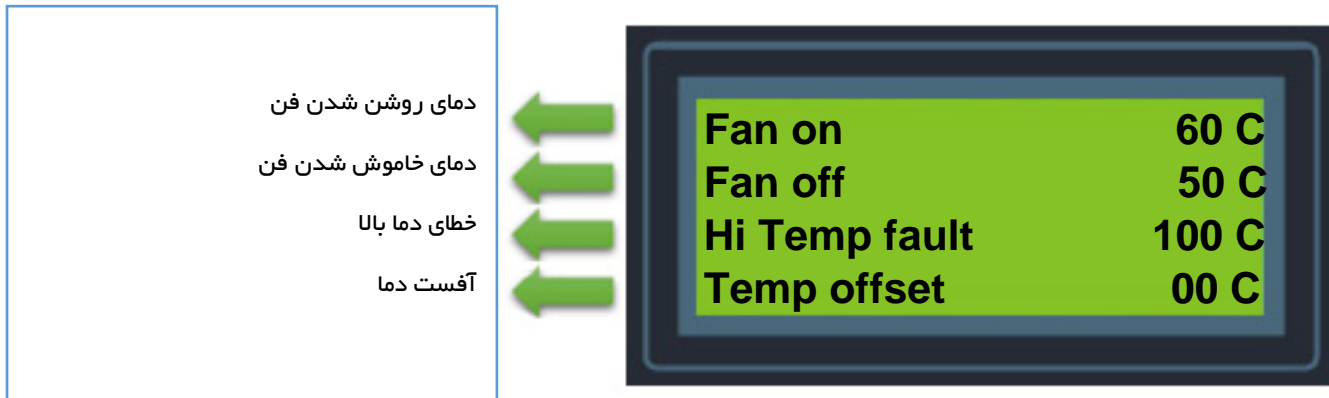 دمای روشن شدن فن
دمای خاموش شدن فن
خطای دما بالا
آفست دما
Fan on 60 C
Fan off 50 C
Hi Temp fault 100 C
Temp offset 00 C